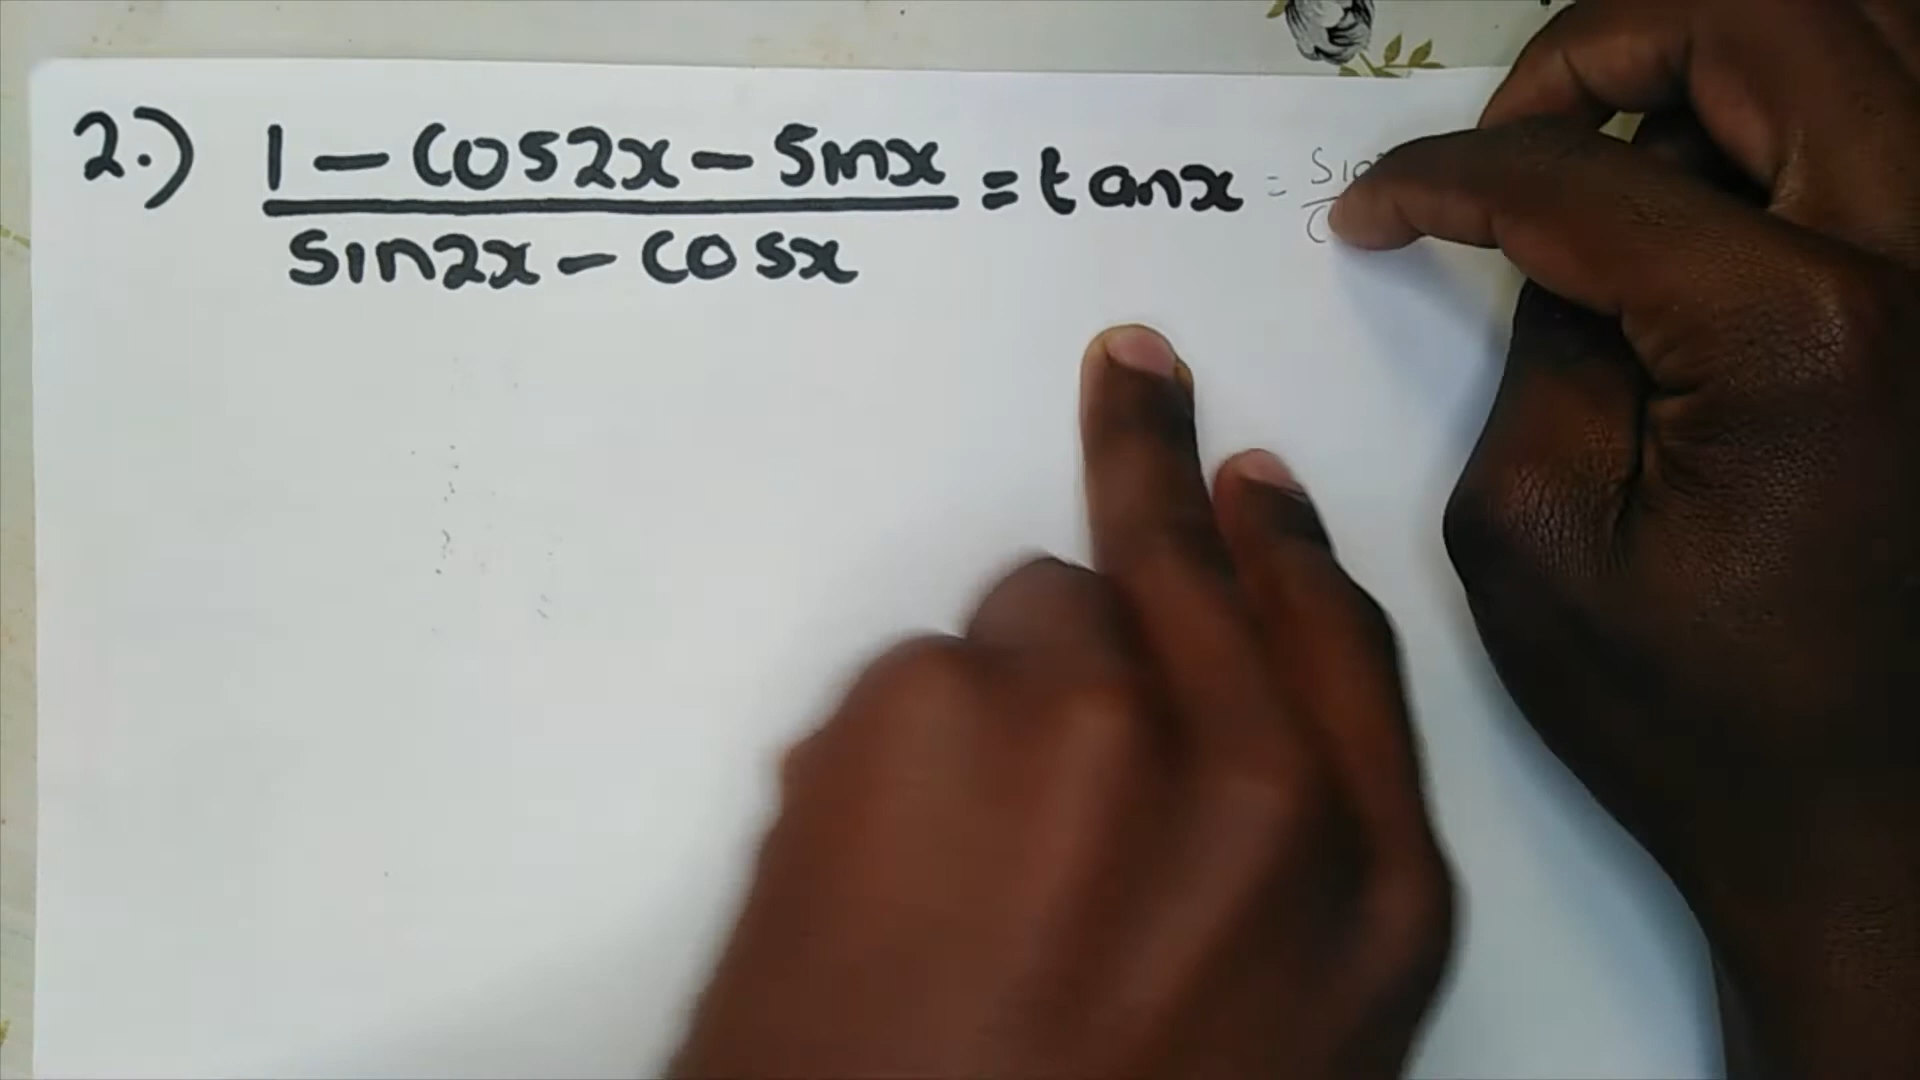 2.) 1 - Cos2x - Sinx = tanx =
sin2x - cosx